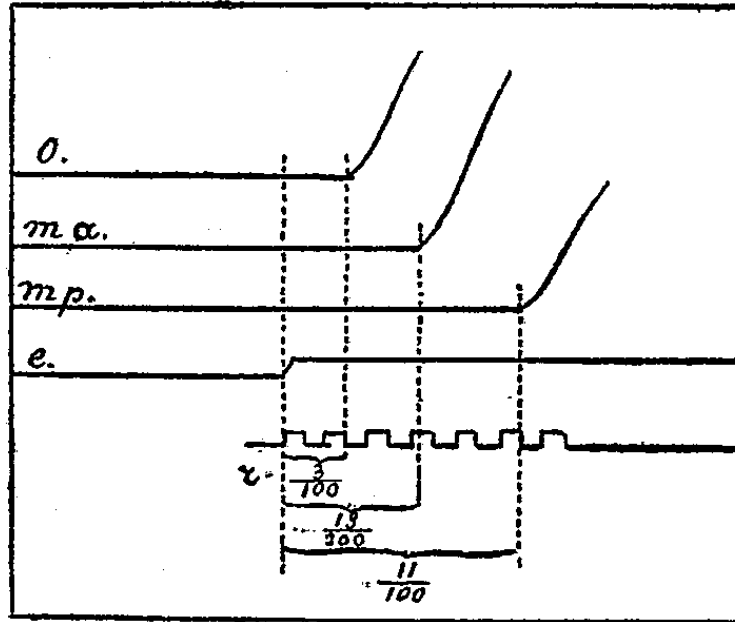 O.
m a.
m p.
e.
r = 3/100
= 13/200
= 11/100